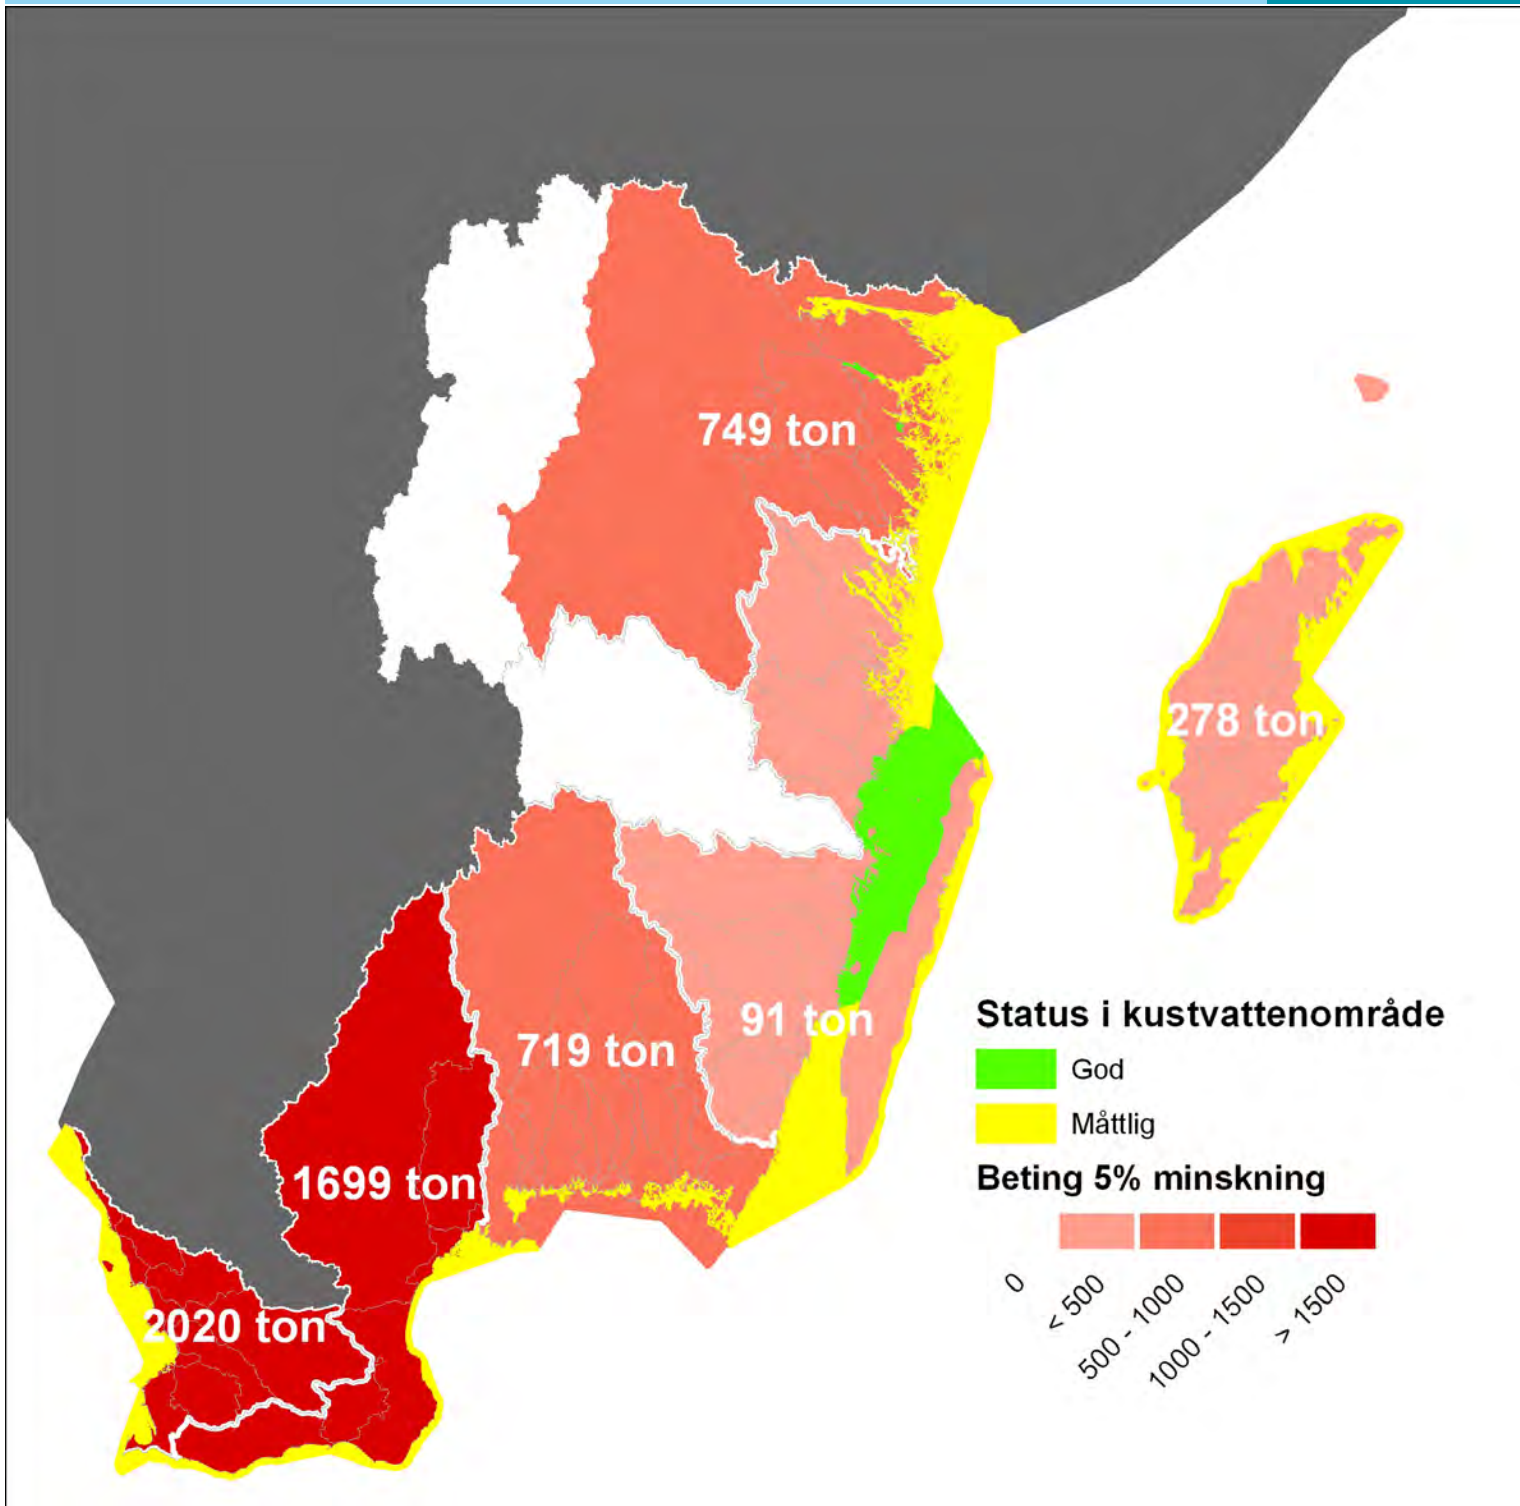 749 ton
278 ton
91 ton
719 ton
1699 ton
2020 ton
Status i kustvattenområde
God
Måttlig
Beting 5% minskning
0
< 500
500 - 1000
1000 - 1500
> 1500